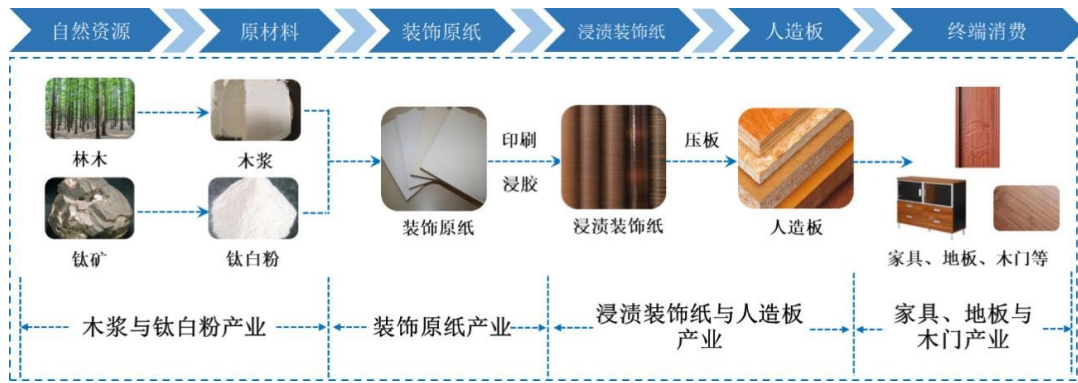 自然资源
原材料
装饰原纸
浸渍装饰纸
人造板
终端消费
林木
木浆
钛矿
钛白粉
装饰原纸
印刷
浸胶
浸渍装饰纸
压板
人造板
家具、地板、木门等
木浆与钛白粉产业
装饰原纸产业
浸渍装饰纸与人造板
产业
家具、地板与
木门产业